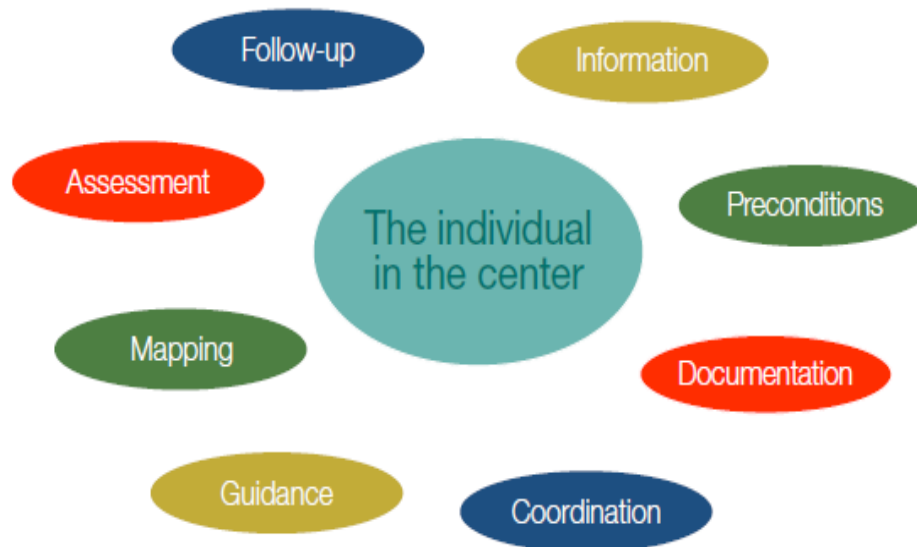 Follow-up
Information
Assessment
Preconditions
The individual
in the center
Mapping
Documentation
Guidance
Coordination